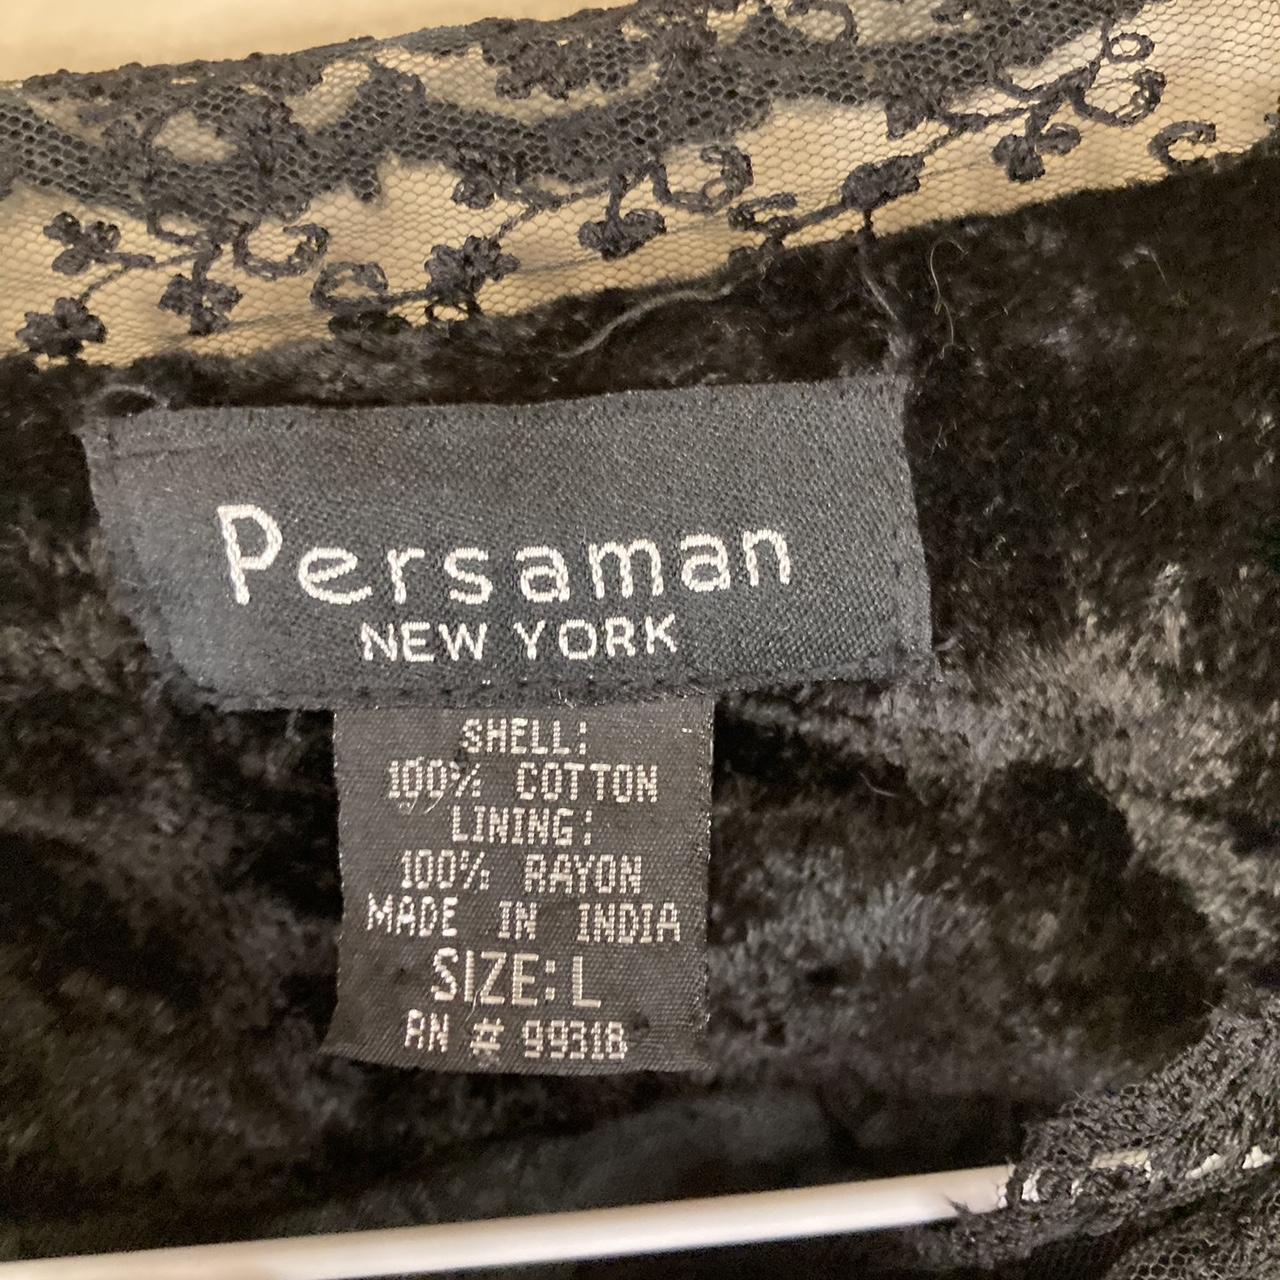 Persaman
NEW YORK
SHELL:
100% COTTON
LINING:
100% RAYON
MADE IN INDIA
SIZE: L
RN # 99318